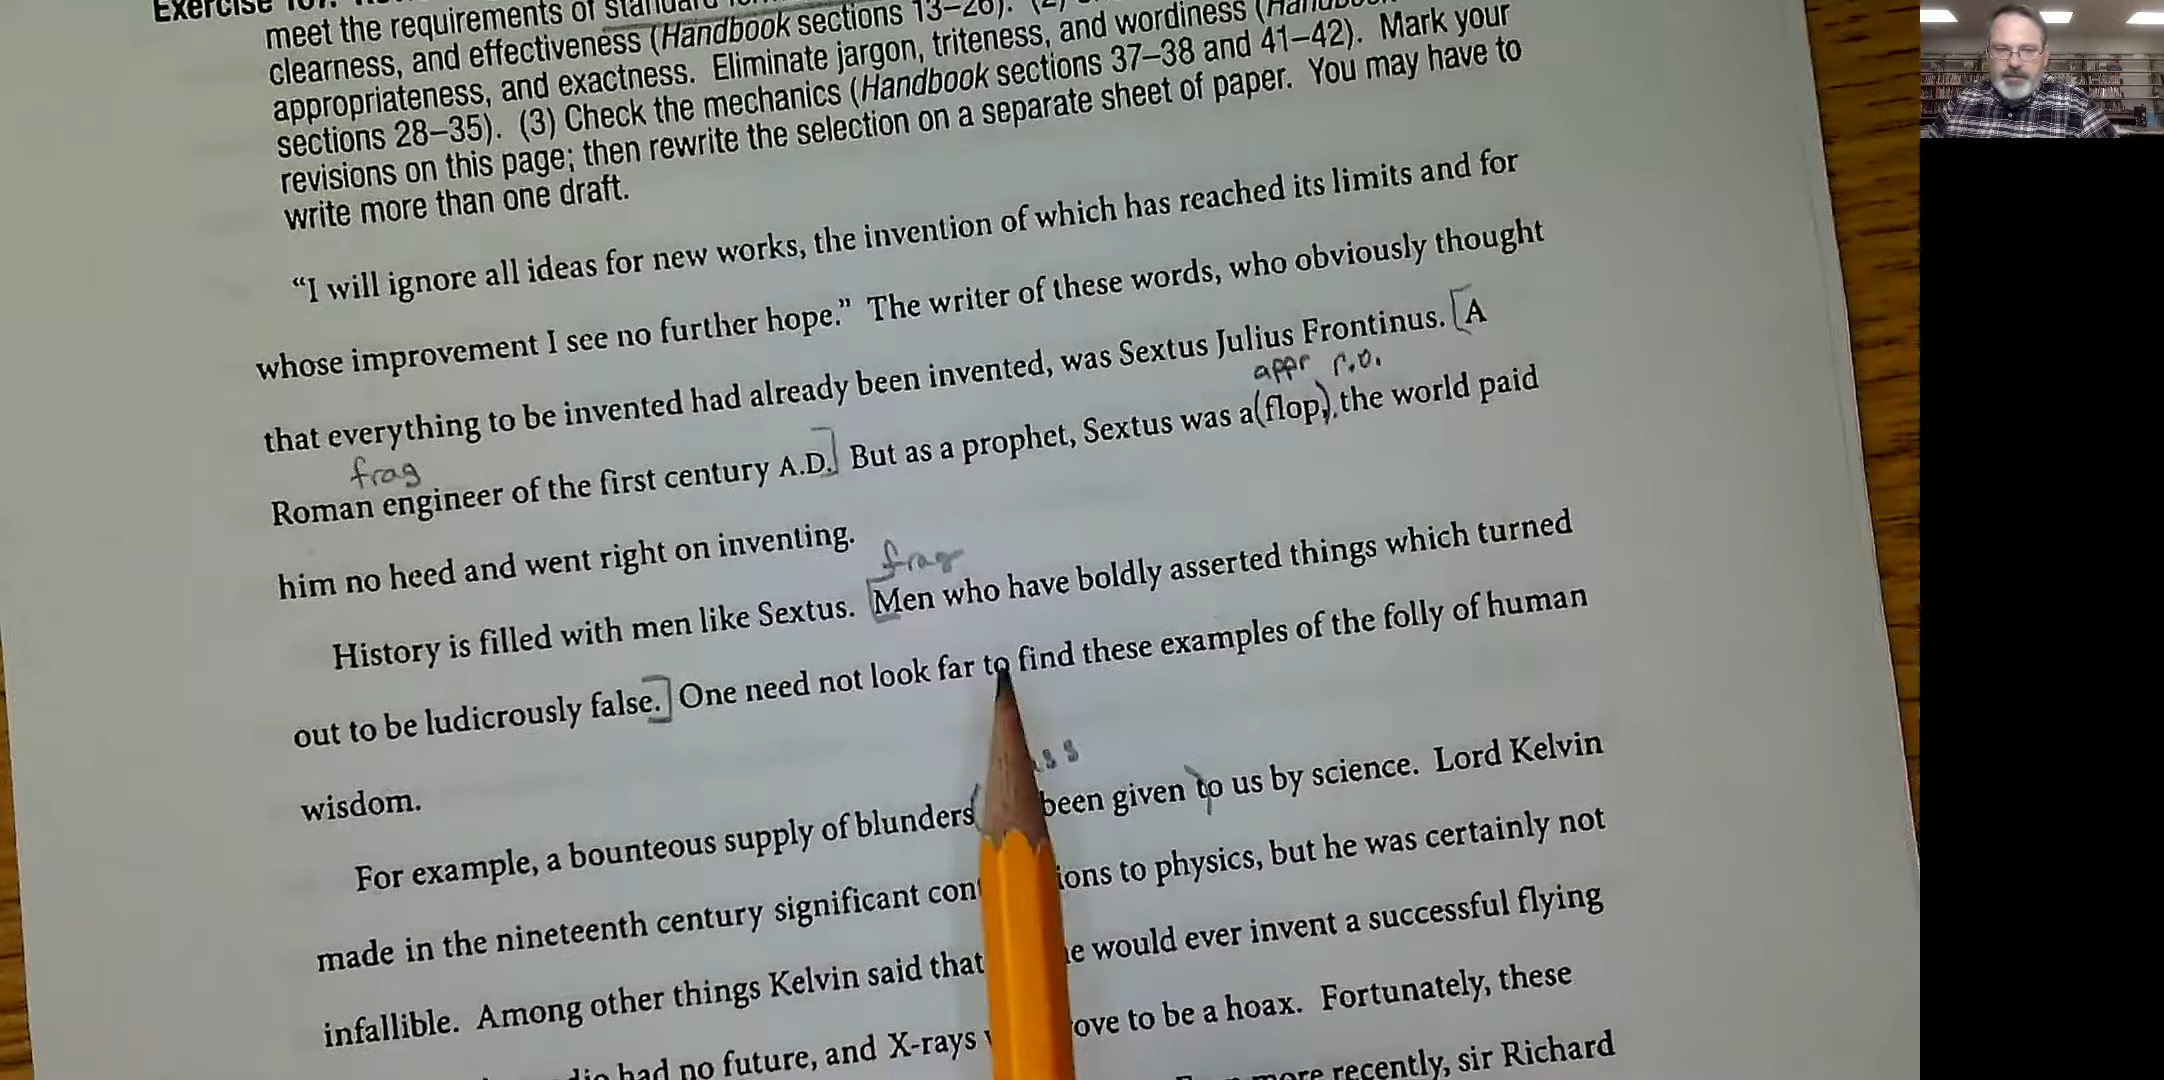 Exercise
meet the requirements of standard
clearness, and effectiveness (Handbook sections 13–26). (2)
appropriateness, and exactness. Eliminate jargon, triteness, and wordiness
sections 28–35). (3) Check the mechanics (Handbook sections 37–38 and 41–42). Mark your
revisions on this page; then rewrite the selection on a separate sheet of paper. You may have to
write more than one draft.
“I will ignore all ideas for new works, the invention of which has reached its limits and for
whose improvement I see no further hope.” The writer of these words, who obviously thought
that everything to be invented had already been invented, was Sextus Julius Frontinus. [A
appr r.o.
frag
Roman engineer of the first century A.D.] But as a prophet, Sextus was a (flop,) the world paid
him no heed and went right on inventing.
frag
History is filled with men like Sextus. [Men who have boldly asserted things which turned
out to be ludicrously false.] One need not look far to find these examples of the folly of human
wisdom.
ss
For example, a bounteous supply of blunders ( been given to us by science. Lord Kelvin
made in the nineteenth century significant to physics, but he was certainly not
infallible. Among other things Kelvin said that would ever invent a successful flying
had no future, and X-rays to be a hoax. Fortunately, these
more recently, sir Richard